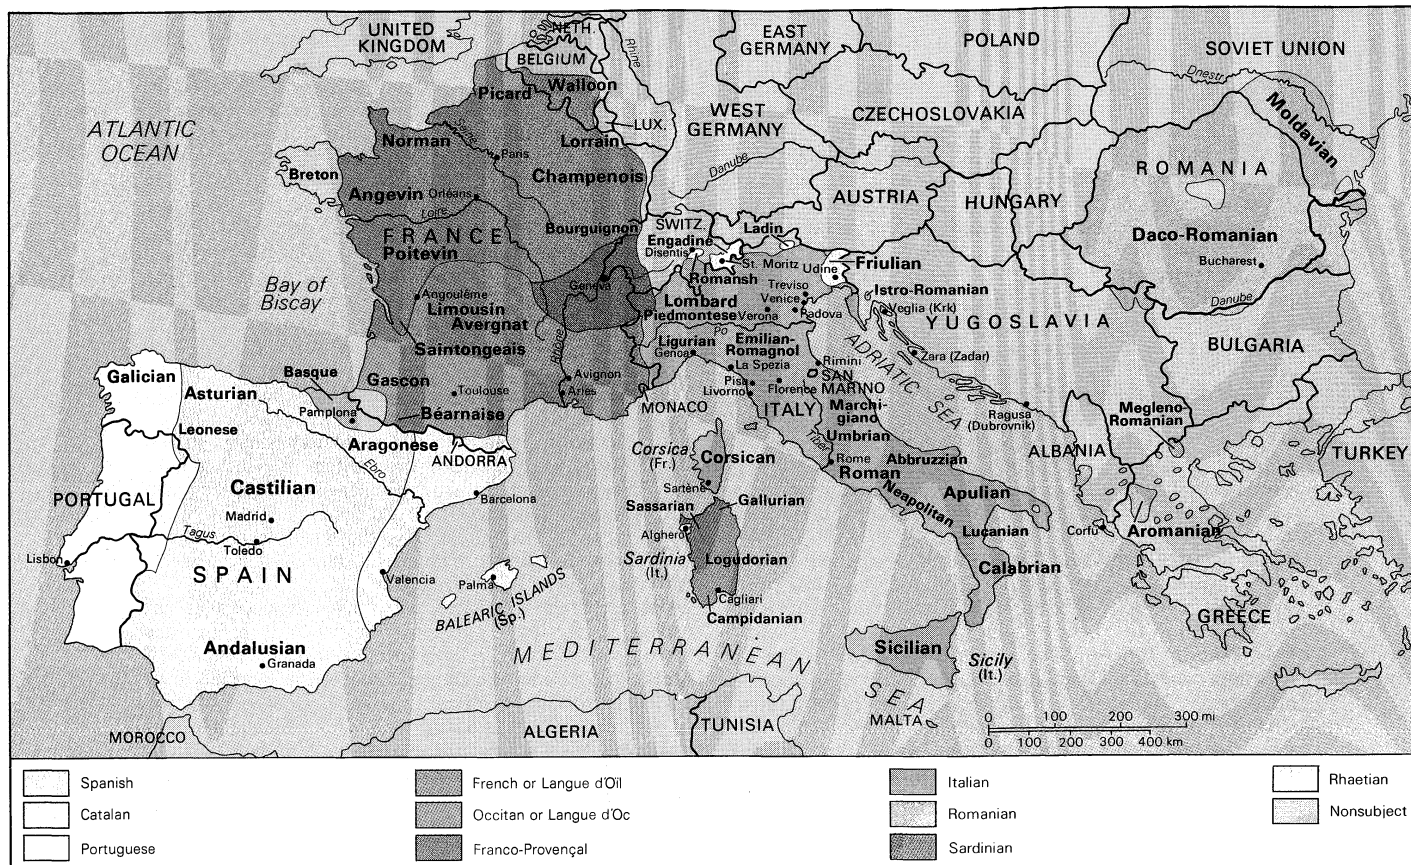 UNITED
KINGDOM
NETH.
Rhine
BELGIUM
EAST
GERMANY
POLAND
SOVIET UNION
Dnestr
Picard
Walloon
LUX.
WEST
GERMANY
CZECHOSLOVAKIA
Moldavian
ATLANTIC
OCEAN
Norman
Seine
Paris
Lorrain
Champenois
Danube
ROMANIA
Breton
Angevin
Orléans
Loire
AUSTRIA
HUNGARY
FRANCE
Poitevin
Bourguignon
SWITZ.
Engadine
Disentis
Ladin
Daco-Romanian
Bucharest
Romansh
St. Moritz
Udine
Friulian
Geneva
Bay of
Biscay
Angoulême
Limousin
Avergnat
Lombard
Piedmontese
Treviso
Venice
Verona
Padova
Istro-Romanian
Veglia (Krk)
YUGOSLAVIA
Danube
Saintongeais
Rhône
Po
Ligurian
Genoa
Emilian-
Romagnol
La Spezia
Rimini
ADRIATIC
SEA
Zara (Zadar)
BULGARIA
Galician
Basque
Gascon
Toulouse
Avignon
Arles
Pisa
Livorno
Florence
SAN
MARINO
Asturian
Pamplona
Béarnaise
MONACO
ITALY
Marchi-
giano
Ragusa
(Dubrovnik)
Megleno-
Romanian
Leonese
Aragonese
ANDORRA
Corsica
(Fr.)
Corsican
Tiber
Umbrian
Rome
Roman
Abbruzzian
ALBANIA
TURKEY
Ebro
PORTUGAL
Castilian
Madrid
Barcelona
Sartène
Sassarian
Gallurian
Neapolitan
Apulian
Lucanian
Corfu
Aromanian
Tagus
Toledo
Lisbon
Alghero
Sardinia
(It.)
Logudorian
Calabrian
SPAIN
Valencia
Palma
BALEARIC ISLANDS
(Sp.)
Cagliari
Campidanian
GREECE
Andalusian
Granada
MEDITERRANEAN
SEA
Sicilian
Sicily
(It.)
MOROCCO
ALGERIA
TUNISIA
MALTA
0 100 200 300 mi
0 100 200 300 400 km
Spanish
French or Langue d'Oïl
Italian
Rhaetian
Catalan
Occitan or Langue d'Oc
Romanian
Nonsubject
Portuguese
Franco-Provençal
Sardinian